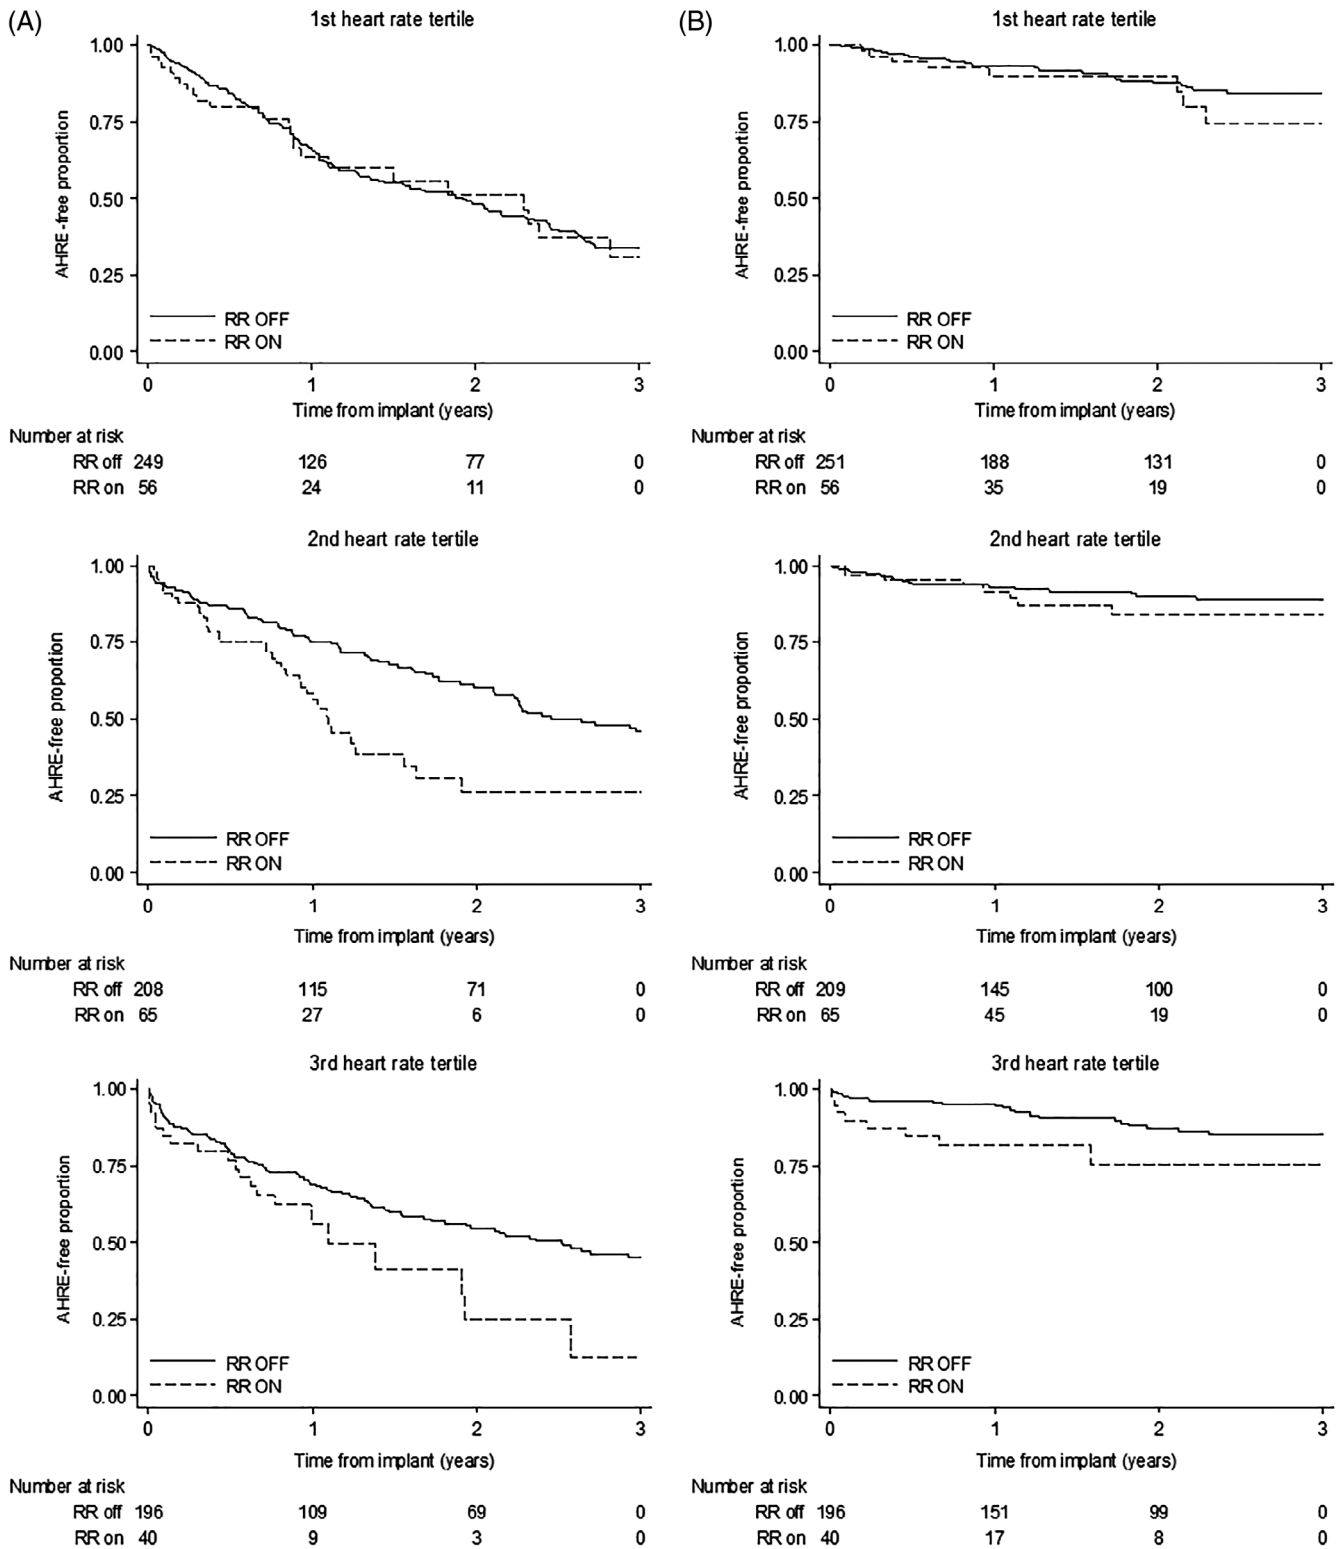 (A)
1st heart rate tertile
AHRE-free proportion
1.00
0.75
0.50
0.25
0.00
RR OFF
RR ON
0 1 2 3
Time from implant (years)
Number at risk
RR off 249 126 77 0
RR on 56 24 11 0
2nd heart rate tertile
AHRE-free proportion
1.00
0.75
0.50
0.25
0.00
RR OFF
RR ON
0 1 2 3
Time from implant (years)
Number at risk
RR off 208 115 71 0
RR on 65 27 6 0
3rd heart rate tertile
AHRE-free proportion
1.00
0.75
0.50
0.25
0.00
RR OFF
RR ON
0 1 2 3
Time from implant (years)
Number at risk
RR off 196 109 69 0
RR on 40 9 3 0
(B)
1st heart rate tertile
AHRE-free proportion
1.00
0.75
0.50
0.25
0.00
RR OFF
RR ON
0 1 2 3
Time from implant (years)
Number at risk
RR off 251 188 131 0
RR on 56 35 19 0
2nd heart rate tertile
AHRE-free proportion
1.00
0.75
0.50
0.25
0.00
RR OFF
RR ON
0 1 2 3
Time from implant (years)
Number at risk
RR off 209 145 100 0
RR on 65 45 19 0
3rd heart rate tertile
AHRE-free proportion
1.00
0.75
0.50
0.25
0.00
RR OFF
RR ON
0 1 2 3
Time from implant (years)
Number at risk
RR off 196 151 99 0
RR on 40 17 8 0